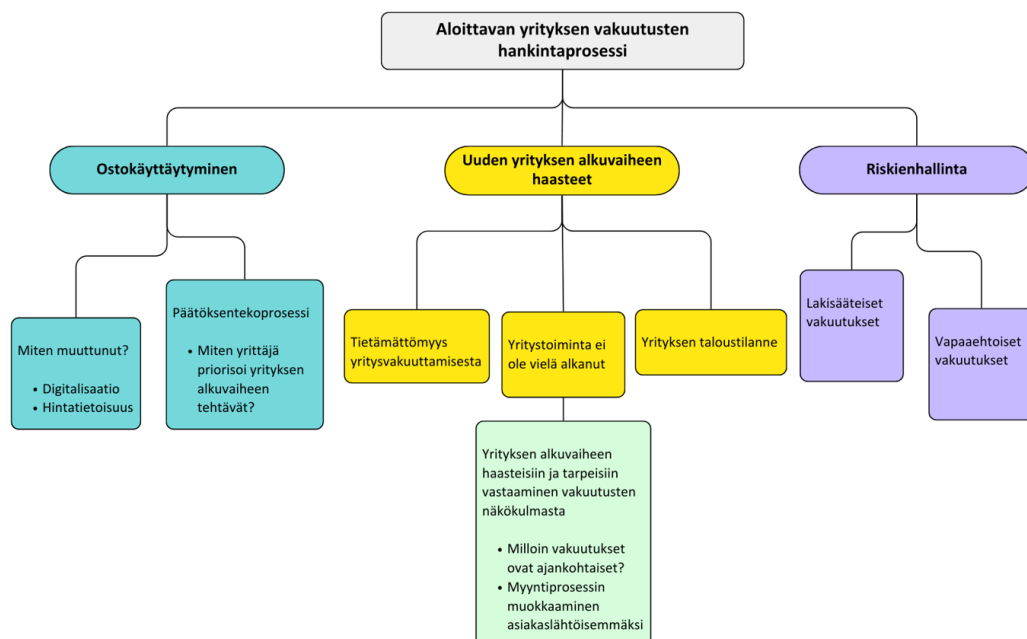 Aloittavan yrityksen vakuutusten
hankintaprosessi
Ostokäyttäytyminen
Uuden yrityksen alkuvaiheen
haasteet
Riskienhallinta
Miten muuttunut?
• Digitalisaatio
• Hintatietoisuus
Päätöksentekoprosessi
• Miten yrittäjä
priorisoi yrityksen
alkuvaiheen
tehtävät?
Tietämättömyys
yritysvakuuttamisesta
Yritystoiminta ei
ole vielä alkanut
Yrityksen taloustilanne
Lakisääteiset
vakuutukset
Vapaaehtoiset
vakuutukset
Yrityksen alkuvaiheen
haasteisiin ja tarpeisiin
vastaaminen vakuutusten
näkökulmasta
• Milloin vakuutukset
ovat ajankohtaiset?
• Myyntiprosessin
muokkaaminen
asiakaslähtöisemmäksi